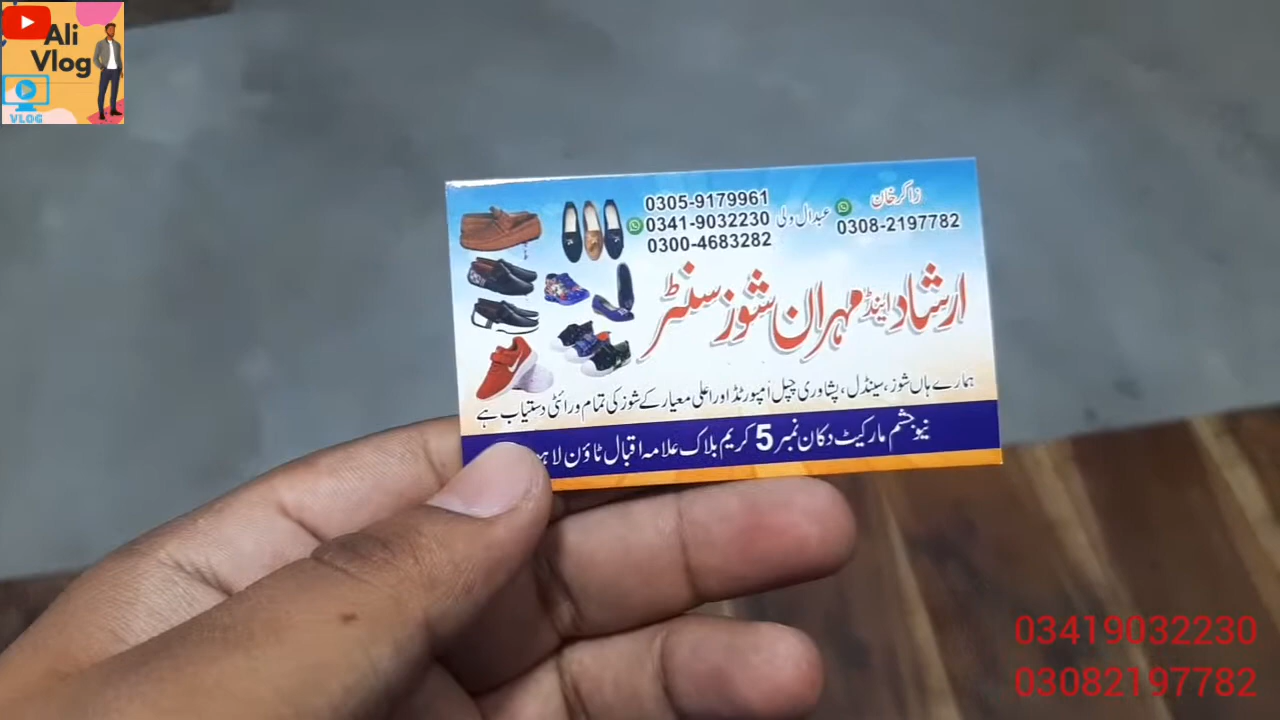 Ali
Vlog
VLOG
0305-9179961
0341-9032230
0300-4683282
عبدال ولی
ذاکر خان
0308-2197782
ارشاد اینڈ مہران شوز سنٹر
ہمارے ہاں شوز، سینڈل، پشاوری چپل امپورٹڈ اور اعلیٰ معیار کے شوز کی تمام ورائٹی دستیاب ہے
نیو جشم مارکیٹ دکان نمبر 5 کریم بلاک علامہ اقبال ٹاؤن
03419032230
03082197782